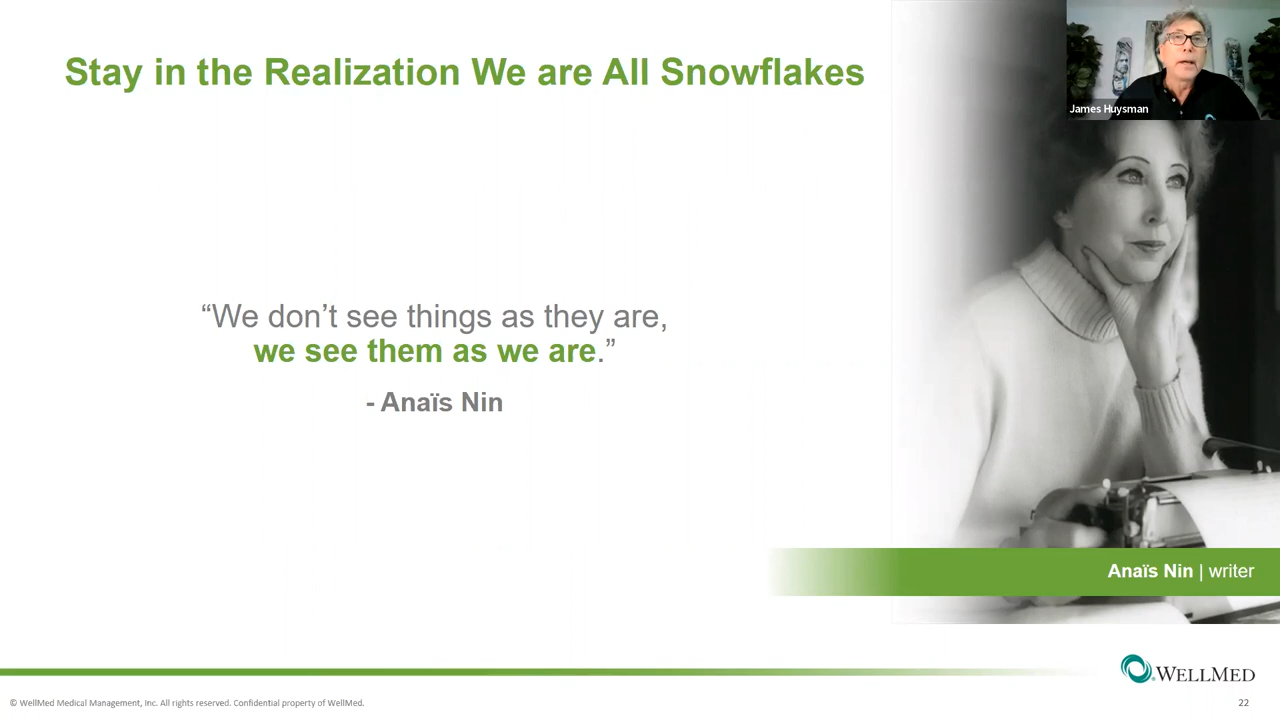 Stay in the Realization We are All Snowflakes
James Huysman
“We don’t see things as they are,
we see them as we are.”
- Anaïs Nin
Anaïs Nin | writer
WELLMED
© WellMed Medical Management, Inc. All rights reserved. Confidential property of WellMed.
22